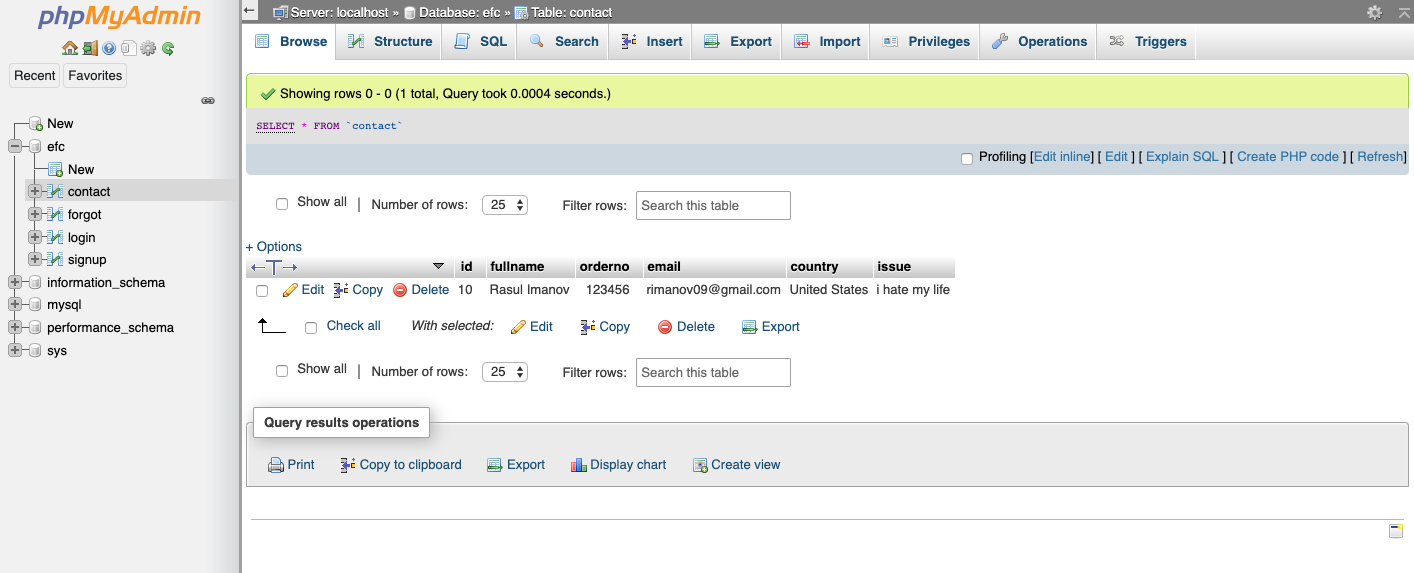 phpMyAdmin
Recent Favorites
New
efc
New
contact
forgot
login
signup
information_schema
mysql
performance_schema
sys
Server: localhost » Database: efc » Table: contact
Browse Structure SQL Search Insert Export Import Privileges Operations Triggers
Showing rows 0 - 0 (1 total, Query took 0.0004 seconds.)
SELECT * FROM `contact`
Profiling [Edit inline] [ Edit ] [ Explain SQL ] [ Create PHP code ] [ Refresh]
Show all | Number of rows: 25 Filter rows: Search this table
+ Options
id fullname orderno email country issue
Edit Copy Delete 10 Rasul Imanov 123456 rimanov09@gmail.com United States i hate my life
Check all With selected: Edit Copy Delete Export
Show all | Number of rows: 25 Filter rows: Search this table
Query results operations
Print Copy to clipboard Export Display chart Create view